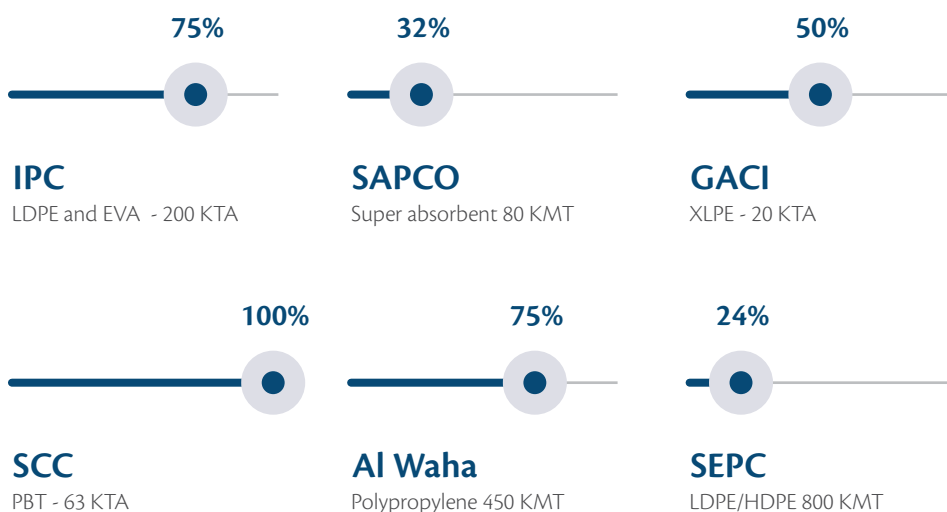 75%
32%
50%
IPC
LDPE and EVA - 200 KTA
SAPCO
Super absorbent 80 KMT
GACI
XLPE - 20 KTA
100%
75%
24%
SCC
PBT - 63 KTA
Al Waha
Polypropylene 450 KMT
SEPC
LDPE/HDPE 800 KMT